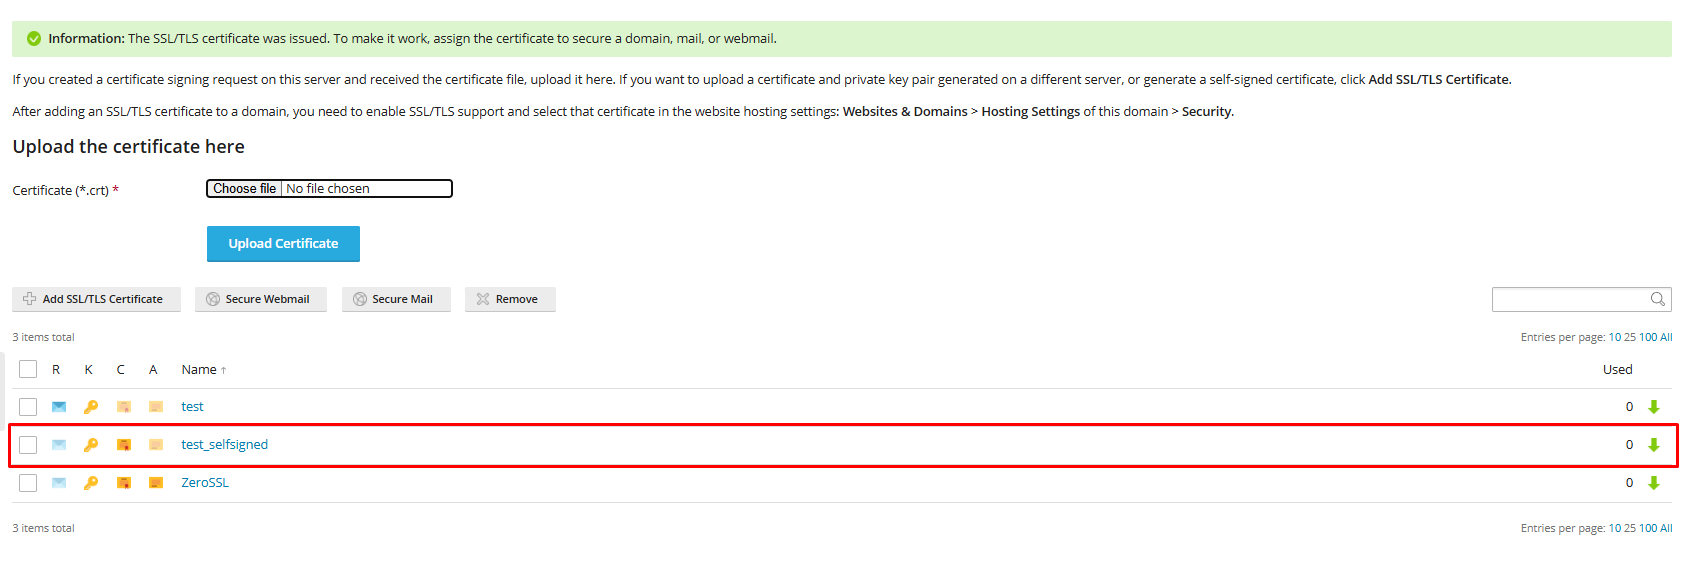 Information: The SSL/TLS certificate was issued. To make it work, assign the certificate to secure a domain, mail, or webmail.
If you created a certificate signing request on this server and received the certificate file, upload it here. If you want to upload a certificate and private key pair generated on a different server, or generate a self-signed certificate, click Add SSL/TLS Certificate.
After adding an SSL/TLS certificate to a domain, you need to enable SSL/TLS support and select that certificate in the website hosting settings: Websites & Domains > Hosting Settings of this domain > Security.
Upload the certificate here
Certificate (*.crt) * Choose file No file chosen
Upload Certificate
Add SSL/TLS Certificate Secure Webmail Secure Mail Remove
3 items total Entries per page: 10 25 100 All
R K C A Name ↑ Used
test 0
test_selfsigned 0
ZeroSSL 0
3 items total Entries per page: 10 25 100 All